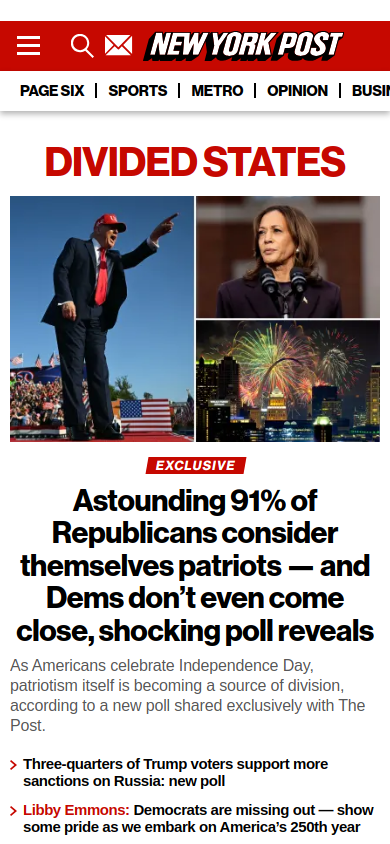 NEW YORK POST
PAGE SIX
SPORTS
METRO
OPINION
BUSIN
DIVIDED STATES
EXCLUSIVE
Astounding 91% of
Republicans consider
themselves patriots — and
Dems don’t even come
close, shocking poll reveals
As Americans celebrate Independence Day,
patriotism itself is becoming a source of division,
according to a new poll shared exclusively with The
Post.
Three-quarters of Trump voters support more
sanctions on Russia: new poll
Libby Emmons: Democrats are missing out — show
some pride as we embark on America’s 250th year